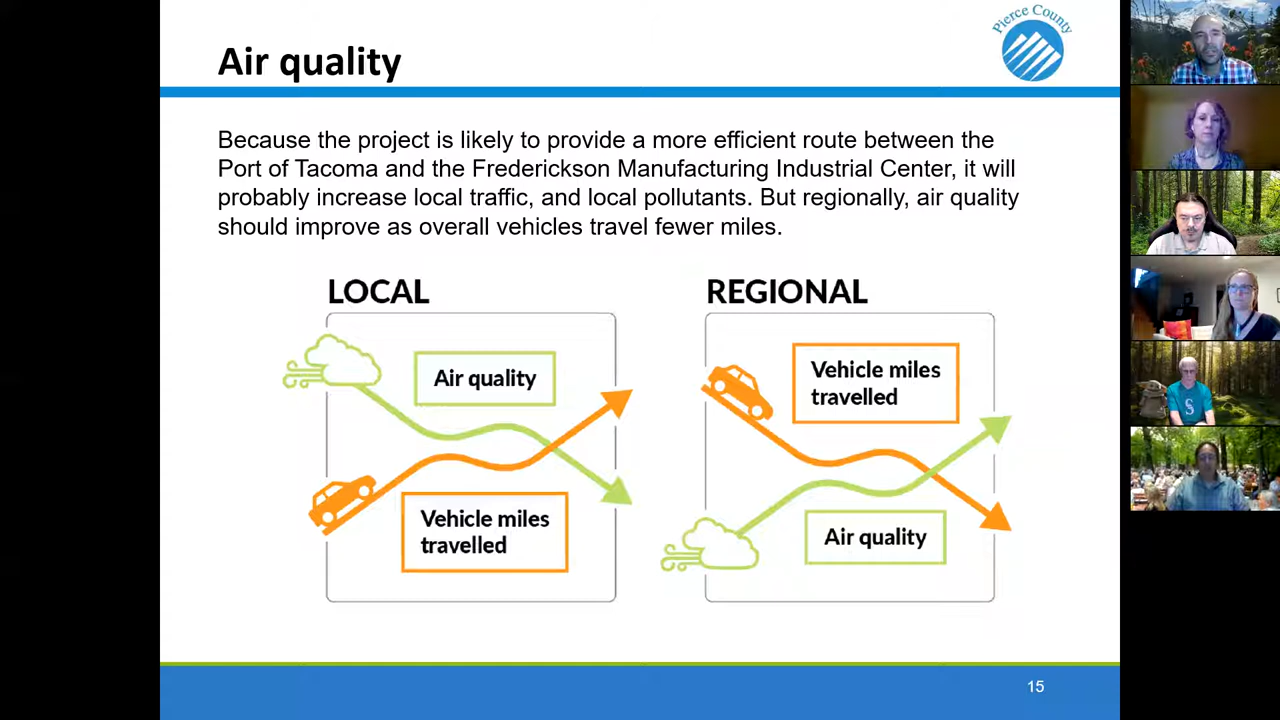 Pierce County
Air quality
Because the project is likely to provide a more efficient route between the
Port of Tacoma and the Frederickson Manufacturing Industrial Center, it will
probably increase local traffic, and local pollutants. But regionally, air quality
should improve as overall vehicles travel fewer miles.
LOCAL
Air quality
Vehicle miles
travelled
REGIONAL
Vehicle miles
travelled
Air quality
15
S